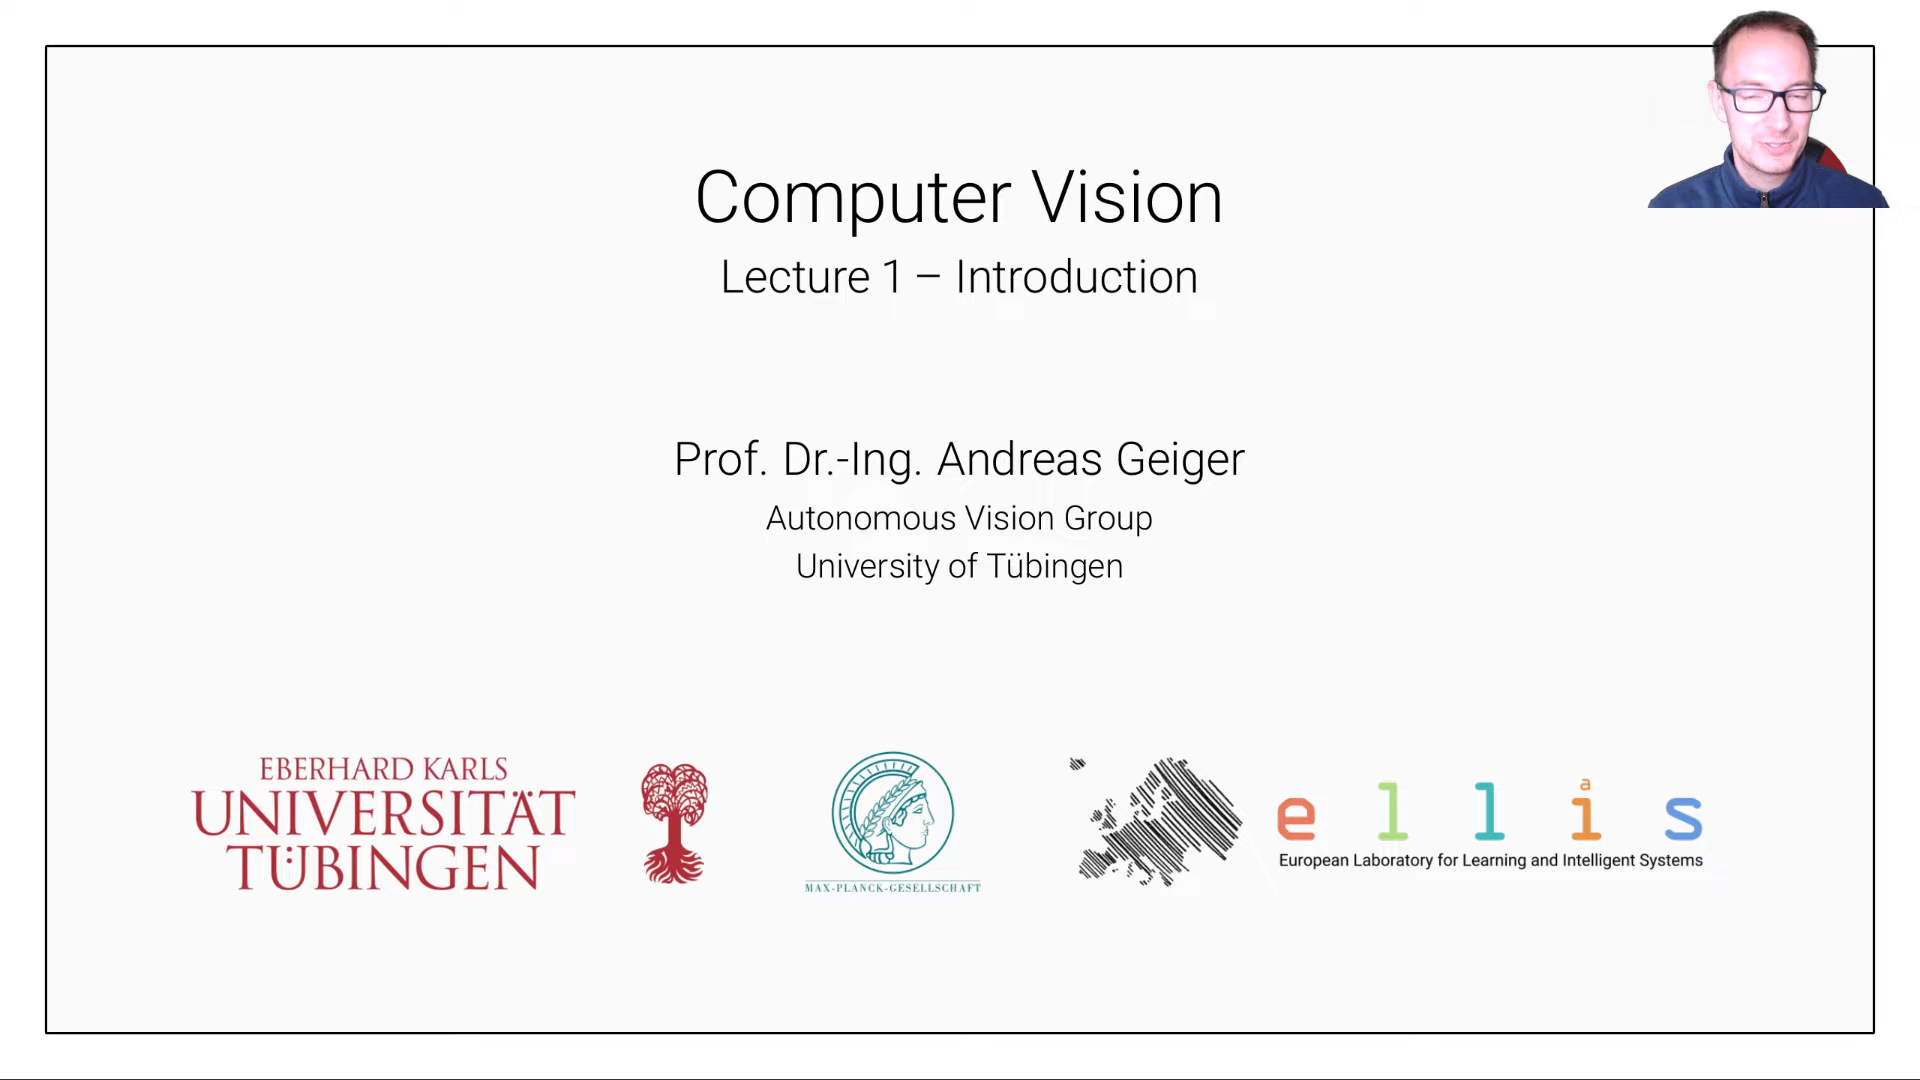 Computer Vision
Lecture 1 – Introduction
Prof. Dr.-Ing. Andreas Geiger
Autonomous Vision Group
University of Tübingen
EBERHARD KARLS
UNIVERSITÄT
TÜBINGEN
MAX-PLANCK-GESELLSCHAFT
a
e l l i s
European Laboratory for Learning and Intelligent Systems